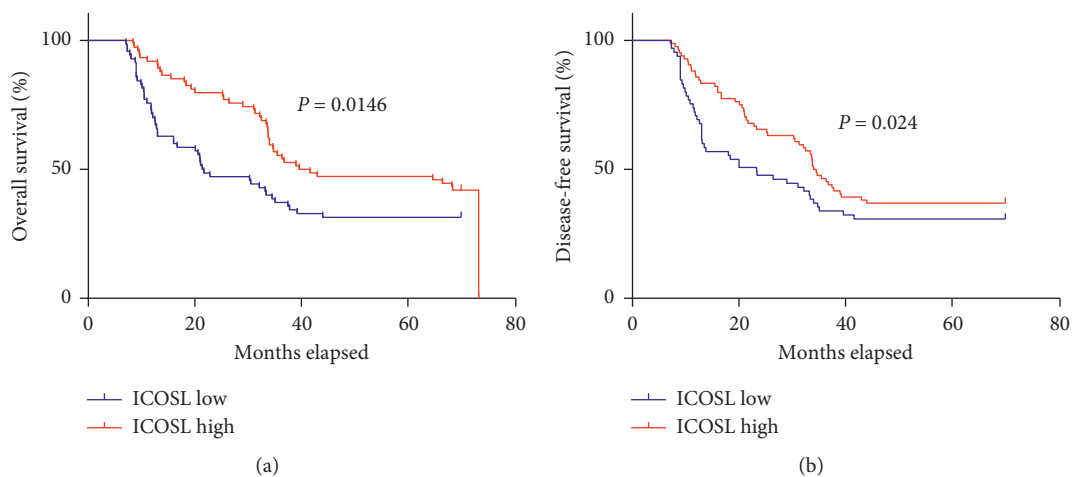 100
50
0
Overall survival (%)
P = 0.0146
0 20 40 60 80
Months elapsed
ICOSL low
ICOSL high
(a)
100
50
0
Disease-free survival (%)
P = 0.024
0 20 40 60 80
Months elapsed
ICOSL low
ICOSL high
(b)